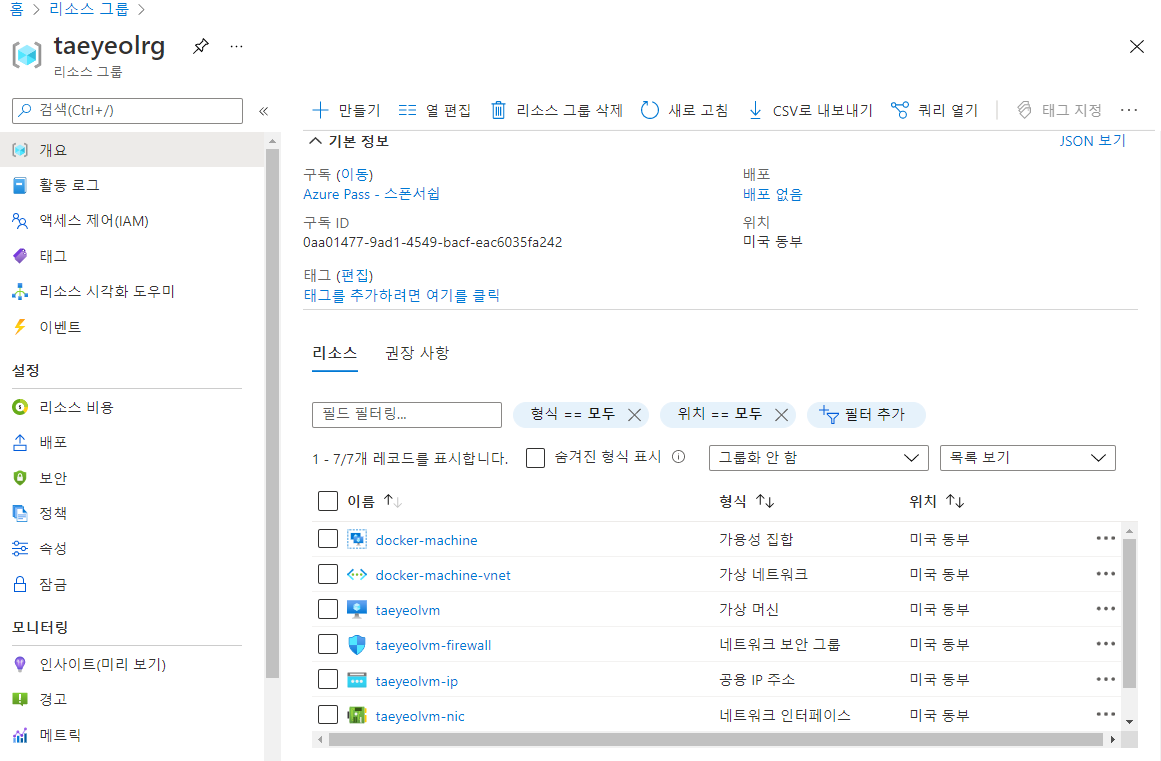 홈 > 리소스 그룹 >
taeyeolrg
리소스 그룹
검색(Ctrl+/)
개요
활동 로그
액세스 제어(IAM)
태그
리소스 시각화 도우미
이벤트
설정
리소스 비용
배포
보안
정책
속성
잠금
모니터링
인사이트(미리 보기)
경고
메트릭
만들기 열 편집 리소스 그룹 삭제 새로 고침 CSV로 내보내기 쿼리 열기 태그 지정
기본 정보 JSON 보기
구독 (이동)
Azure Pass - 스폰서쉽
구독 ID
0aa01477-9ad1-4549-bacf-eac6035fa242
태그 (편집)
태그를 추가하려면 여기를 클릭
배포
배포 없음
위치
미국 동부
리소스 권장 사항
필드 필터링... 형식 == 모두 위치 == 모두 필터 추가
1 - 7/7개 레코드를 표시합니다. 숨겨진 형식 표시 그룹화 안 함 목록 보기
이름 형식 위치
docker-machine 가용성 집합 미국 동부
docker-machine-vnet 가상 네트워크 미국 동부
taeyeolvm 가상 머신 미국 동부
taeyeolvm-firewall 네트워크 보안 그룹 미국 동부
taeyeolvm-ip 공용 IP 주소 미국 동부
taeyeolvm-nic 네트워크 인터페이스 미국 동부